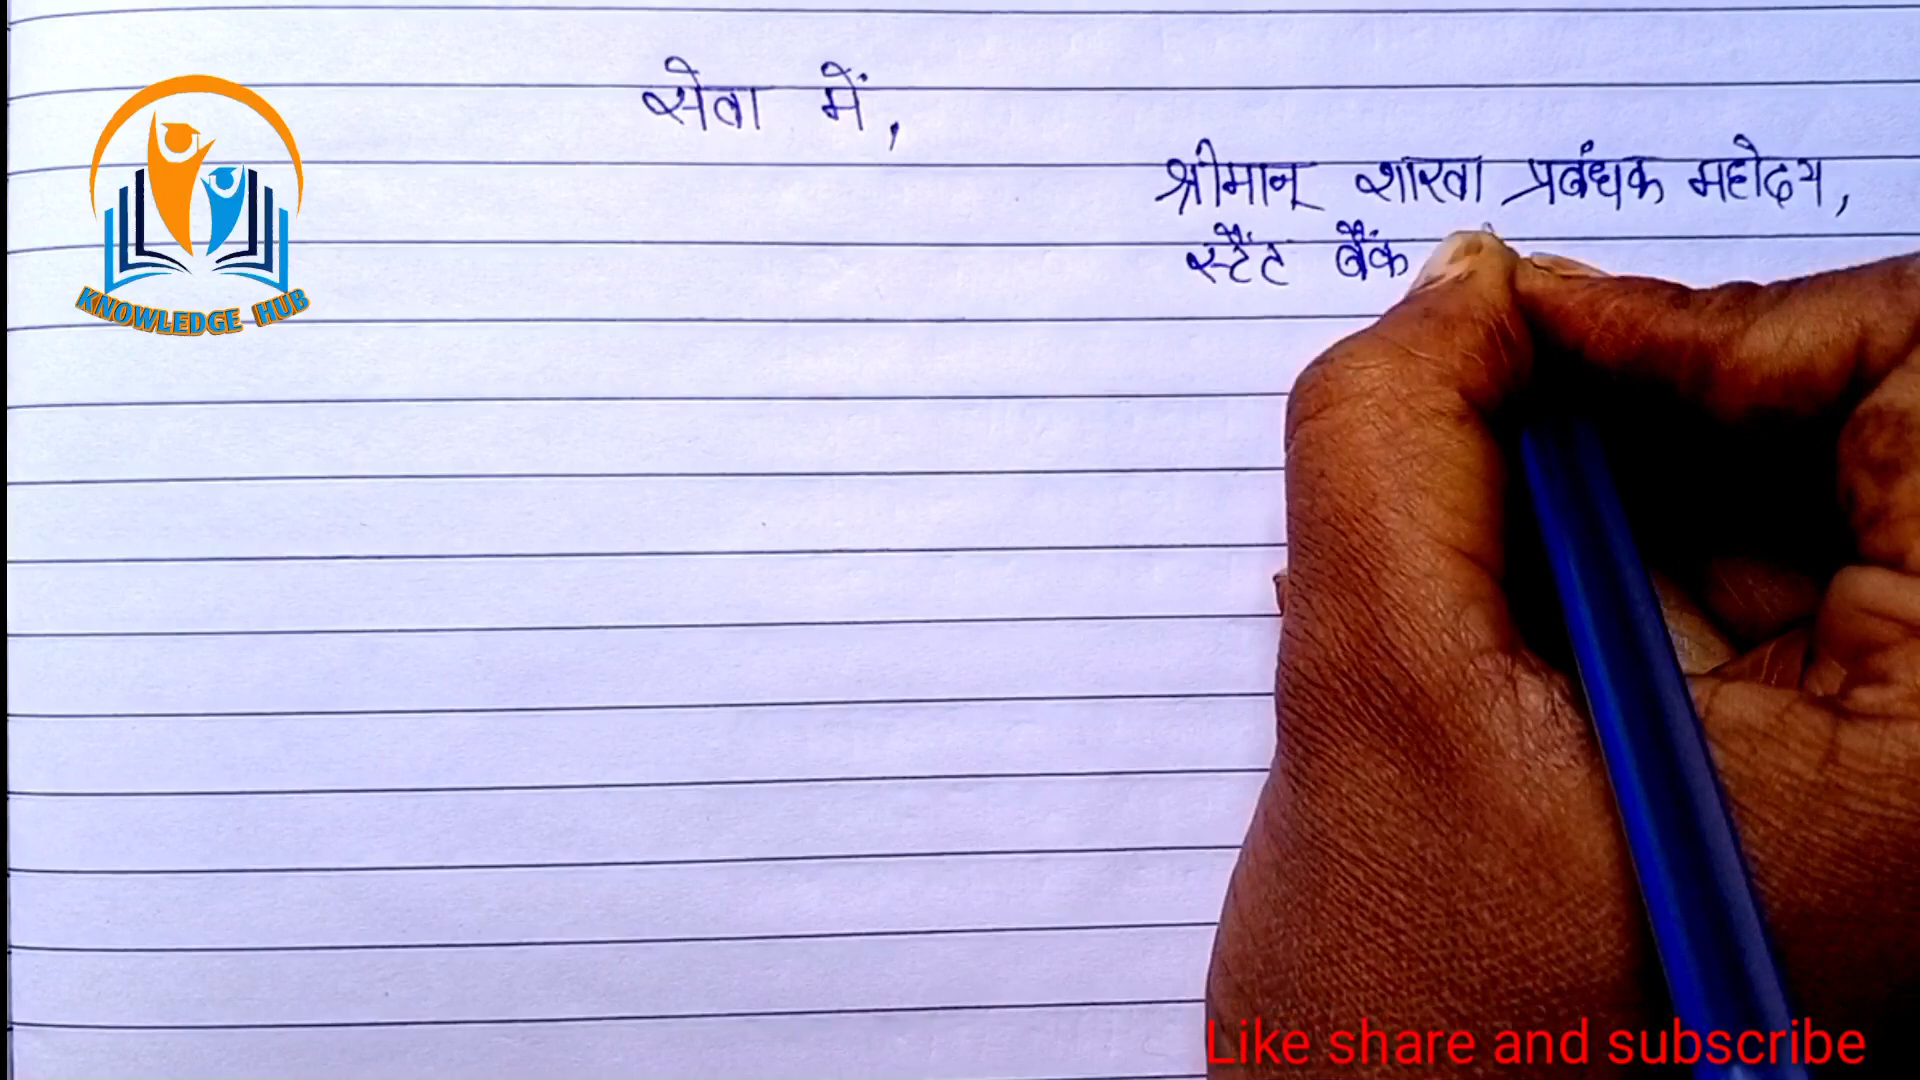 सेवा में,
श्रीमान् शाखा प्रबंधक महोदय,
स्टैंट बैंक
KNOWLEDGE HUB
Like share and subscribe